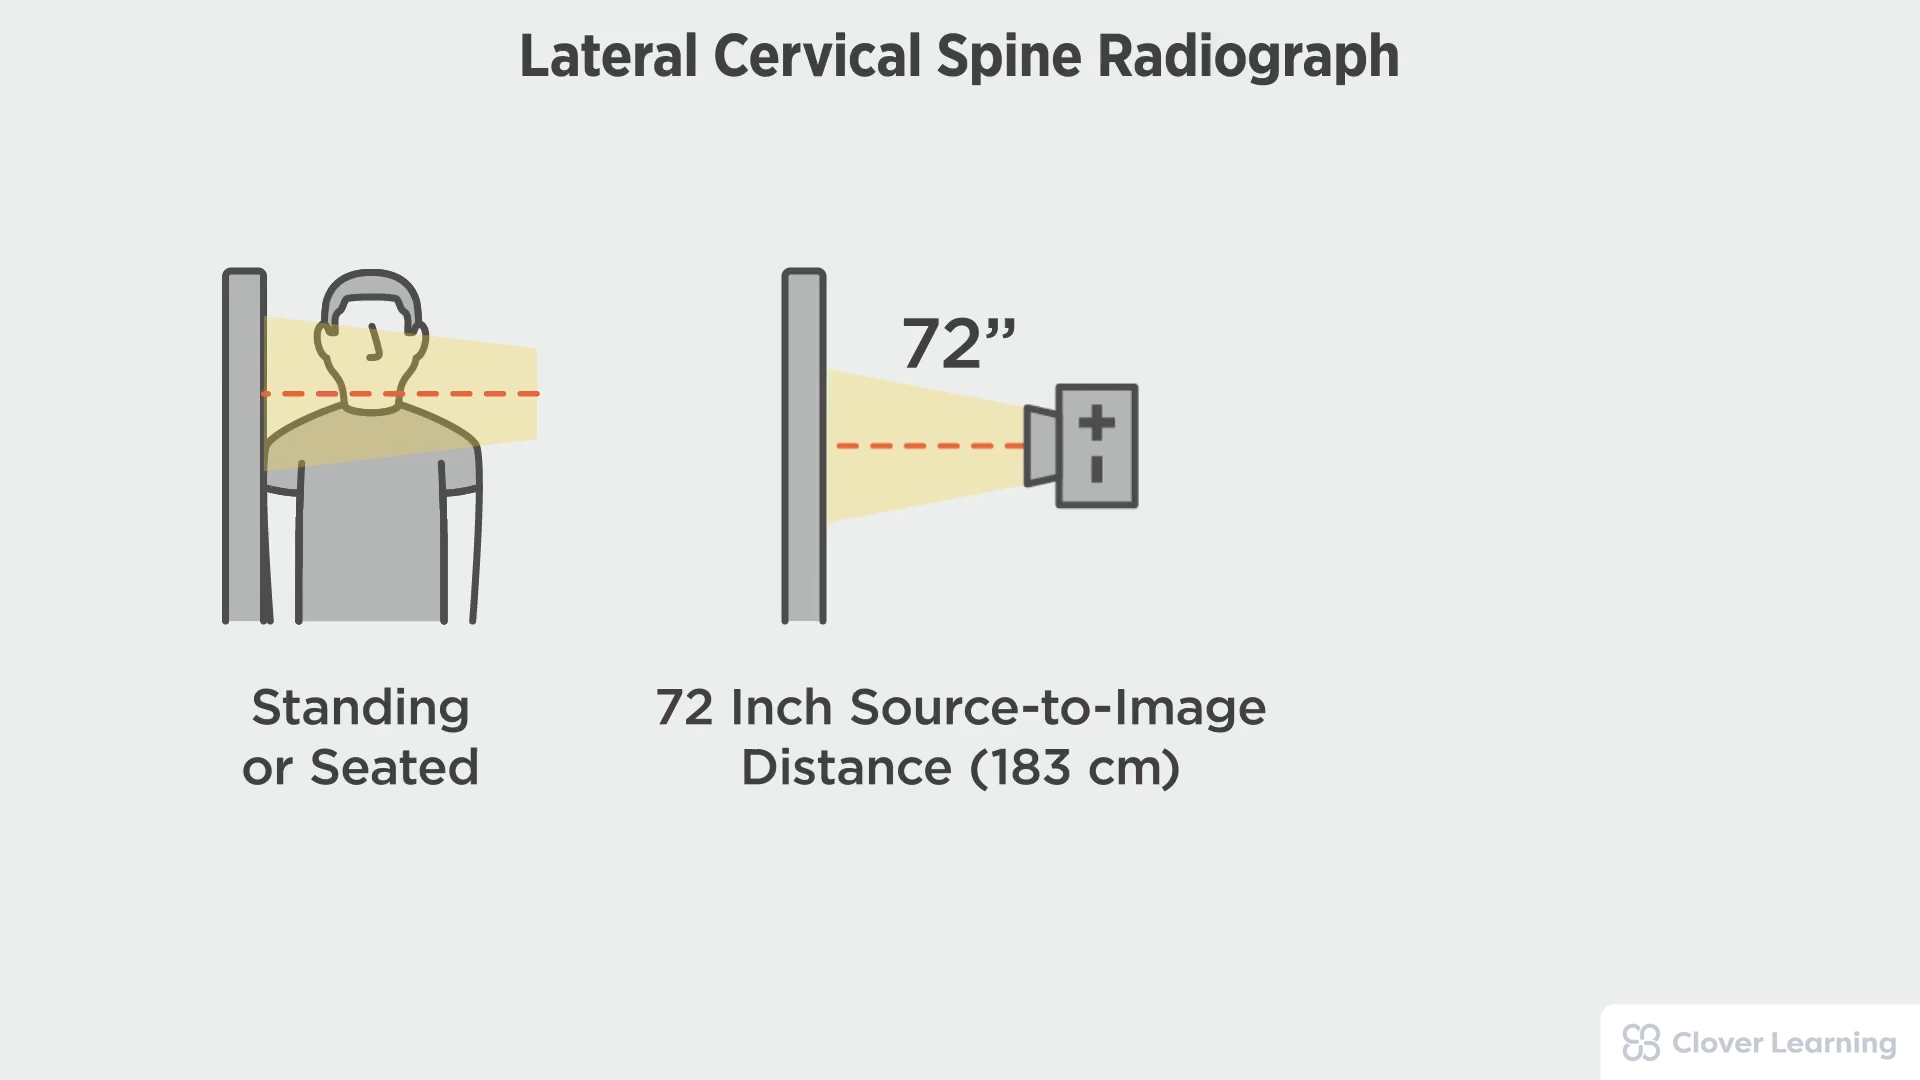 Lateral Cervical Spine Radiograph
72”
+
-
Standing
or Seated
72 Inch Source-to-Image
Distance (183 cm)
Clover Learning